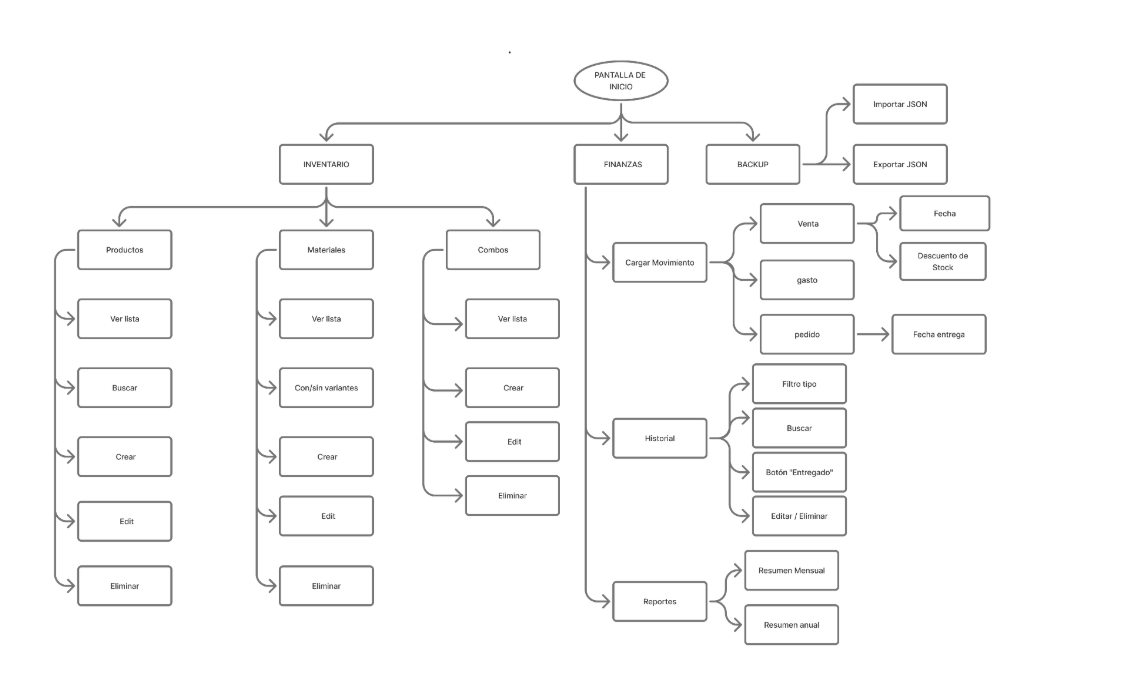 PANTALLA DE
INICIO
INVENTARIO
FINANZAS
BACKUP
Importar JSON
Exportar JSON
Productos
Ver lista
Buscar
Crear
Edit
Eliminar
Materiales
Ver lista
Con/sin variantes
Crear
Edit
Eliminar
Combos
Ver lista
Crear
Edit
Eliminar
Cargar Movimiento
Venta
Fecha
Descuento de
Stock
gasto
pedido
Fecha entrega
Historial
Filtro tipo
Buscar
Botón "Entregado"
Editar / Eliminar
Reportes
Resumen Mensual
Resumen anual